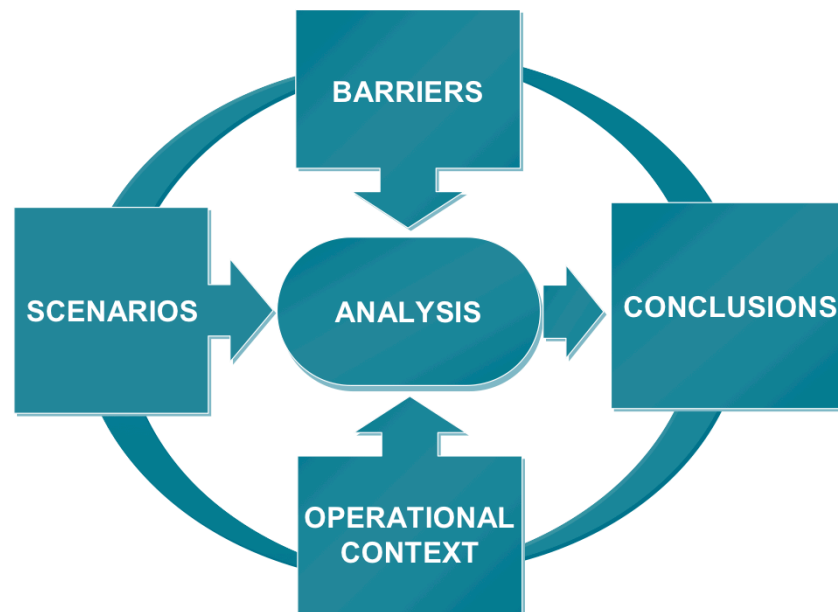 BARRIERS
SCENARIOS
ANALYSIS
CONCLUSIONS
OPERATIONAL
CONTEXT